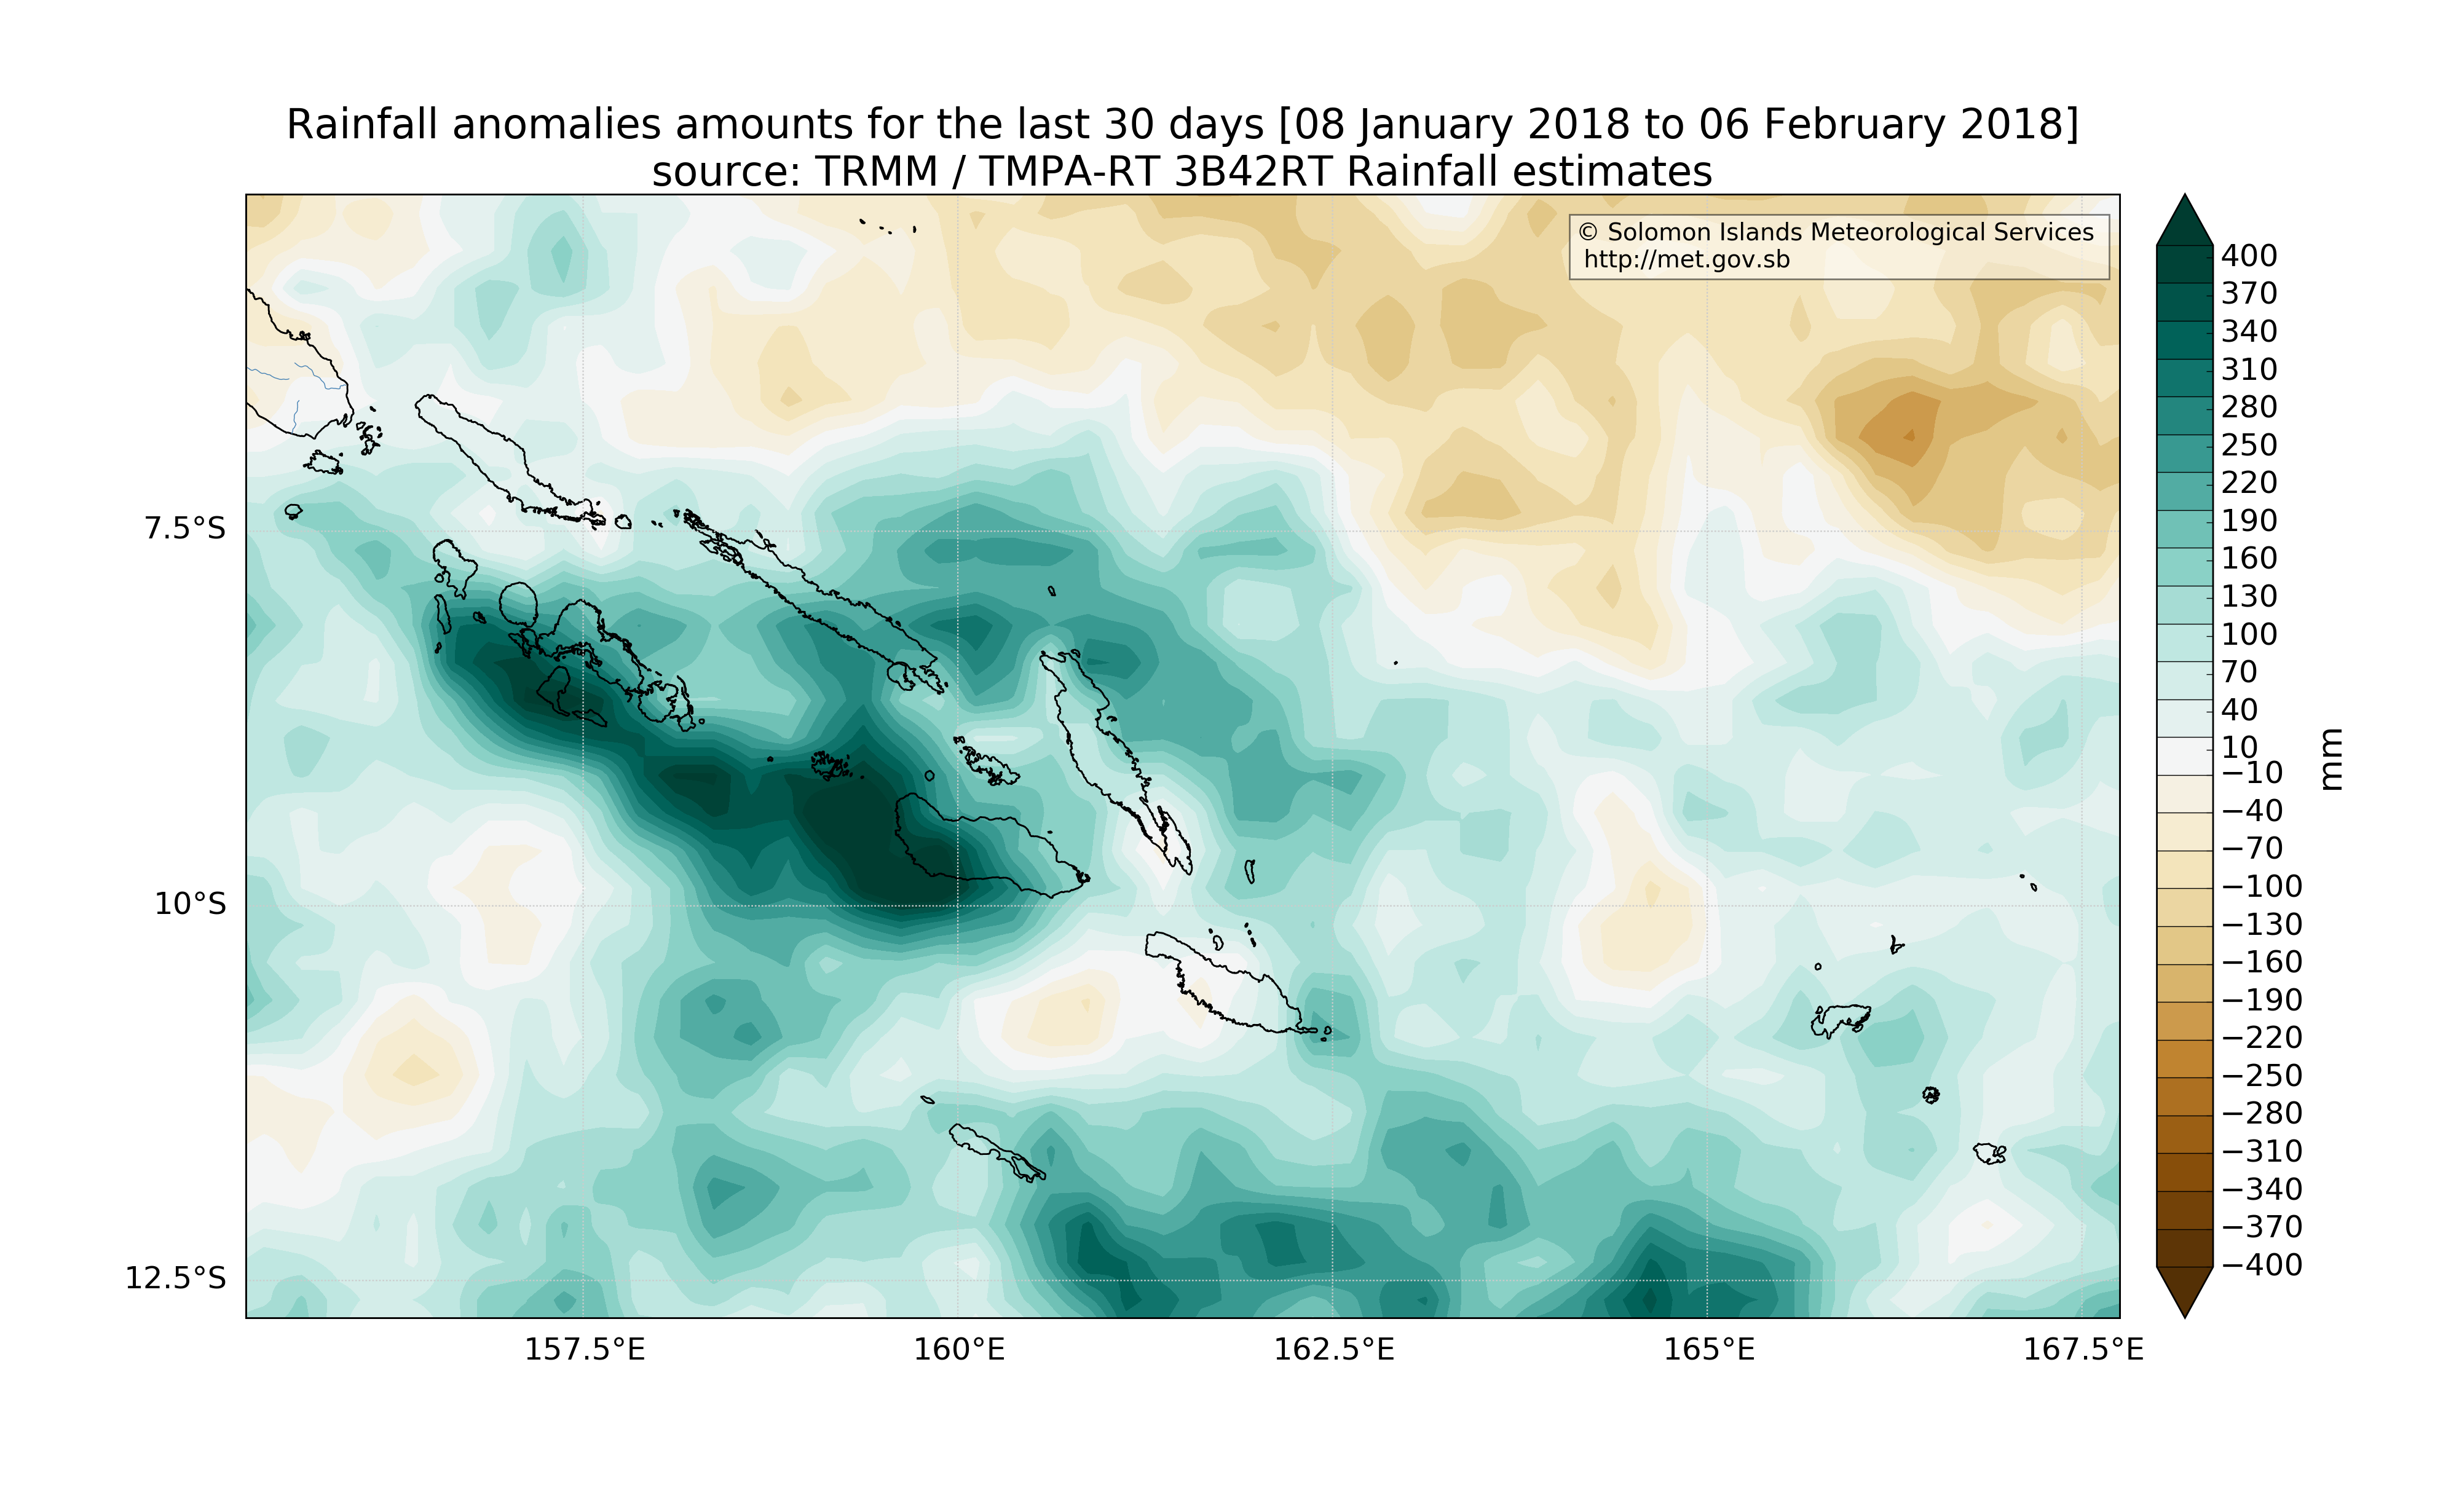 Rainfall anomalies amounts for the last 30 days [08 January 2018 to 06 February 2018]
source: TRMM / TMPA-RT 3B42RT Rainfall estimates
© Solomon Islands Meteorological Services
http://met.gov.sb
7.5°S
10°S
12.5°S
157.5°E
160°E
162.5°E
165°E
167.5°E
400
370
340
310
280
250
220
190
160
130
100
70
40
10
−10
−40
−70
−100
−130
−160
−190
−220
−250
−280
−310
−340
−370
−400
mm